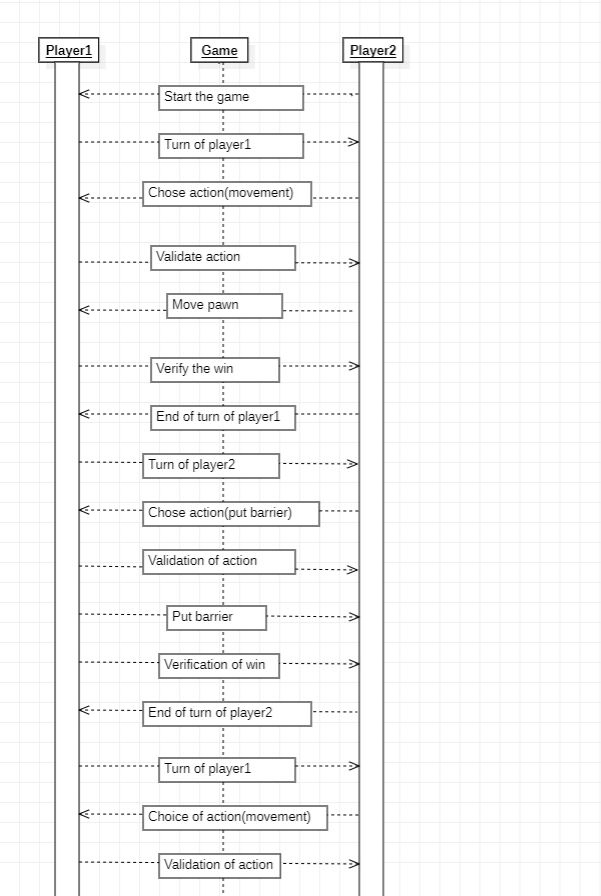 Player1 Game Player2
Start the game
Turn of player1
Chose action(movement)
Validate action
Move pawn
Verify the win
End of turn of player1
Turn of player2
Chose action(put barrier)
Validation of action
Put barrier
Verification of win
End of turn of player2
Turn of player1
Choice of action(movement)
Validation of action